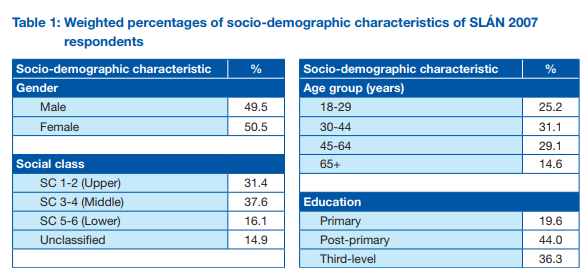 Table 1: Weighted percentages of socio-demographic characteristics of SLÁN 2007
respondents
Socio-demographic characteristic %
Gender
Male 49.5
Female 50.5
Social class
SC 1-2 (Upper) 31.4
SC 3-4 (Middle) 37.6
SC 5-6 (Lower) 16.1
Unclassified 14.9
Socio-demographic characteristic %
Age group (years)
18-29 25.2
30-44 31.1
45-64 29.1
65+ 14.6
Education
Primary 19.6
Post-primary 44.0
Third-level 36.3